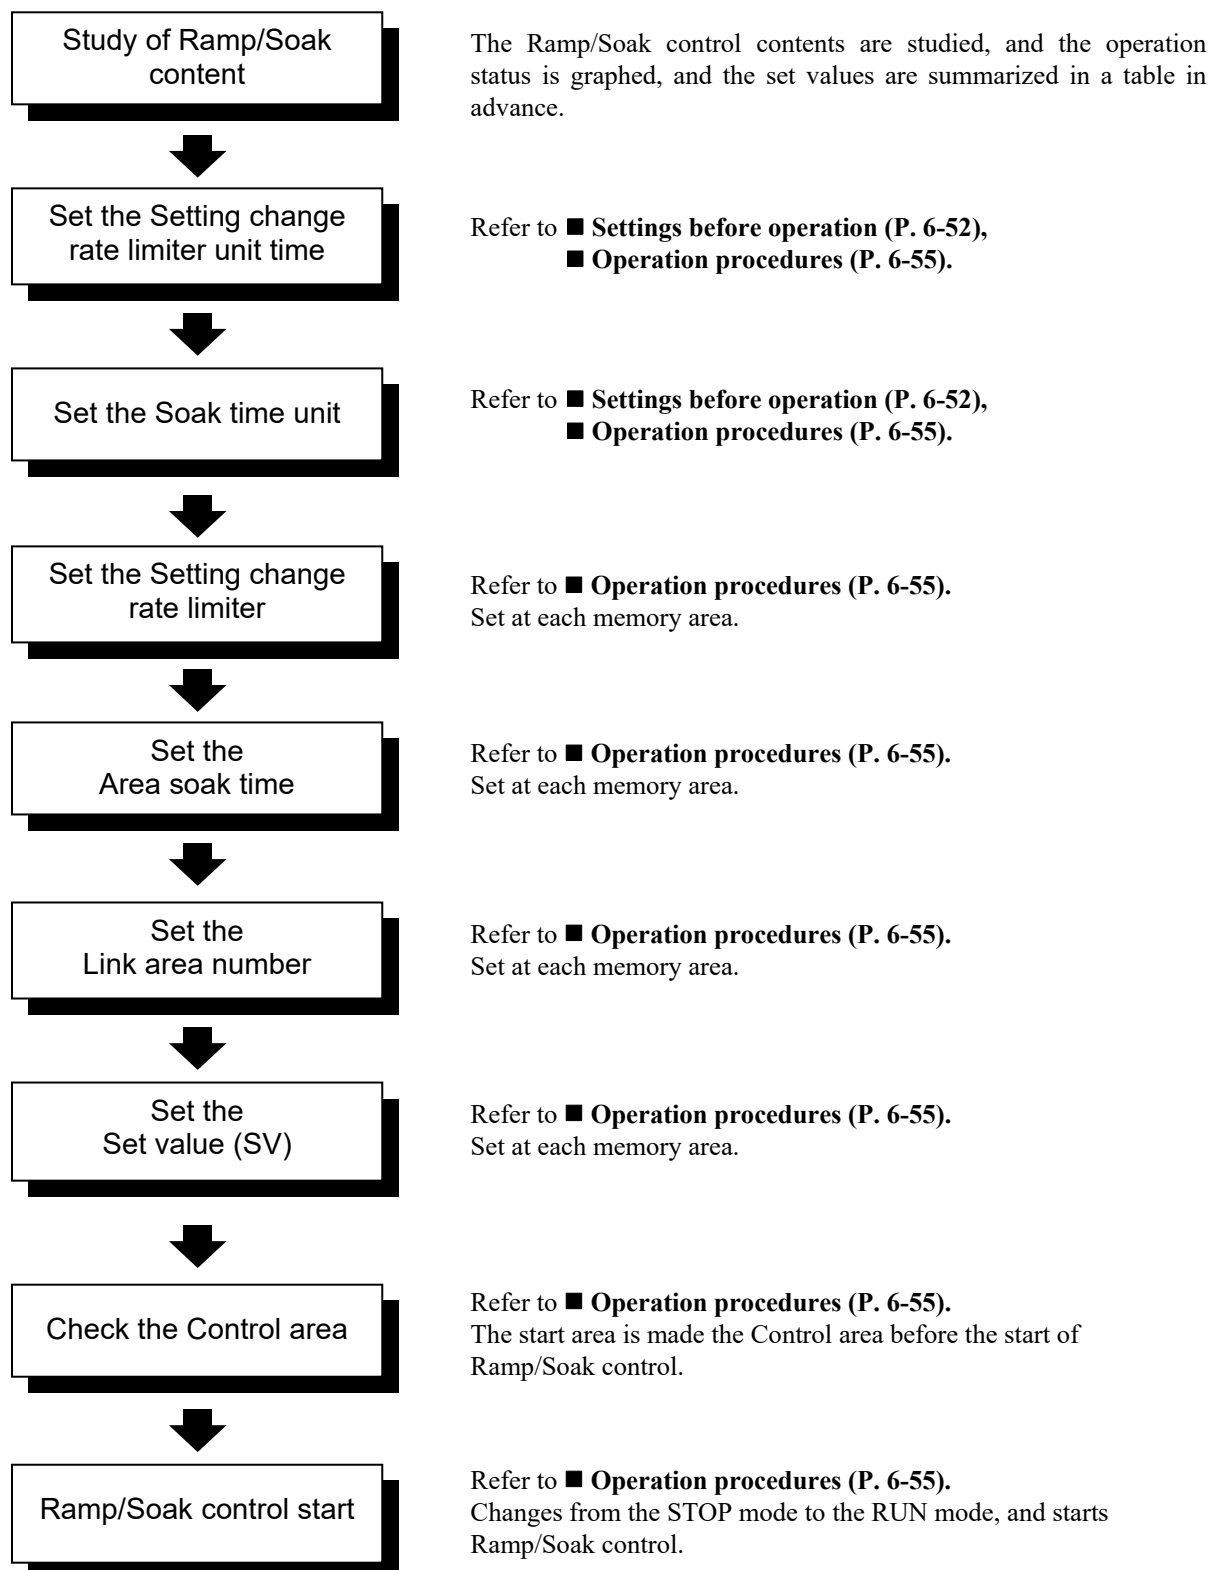 Study of Ramp/Soak
content
The Ramp/Soak control contents are studied, and the operation
status is graphed, and the set values are summarized in a table in
advance.
Set the Setting change
rate limiter unit time
Refer to ■ Settings before operation (P. 6-52),
■ Operation procedures (P. 6-55).
Set the Soak time unit
Refer to ■ Settings before operation (P. 6-52),
■ Operation procedures (P. 6-55).
Set the Setting change
rate limiter
Refer to ■ Operation procedures (P. 6-55).
Set at each memory area.
Set the
Area soak time
Refer to ■ Operation procedures (P. 6-55).
Set at each memory area.
Set the
Link area number
Refer to ■ Operation procedures (P. 6-55).
Set at each memory area.
Set the
Set value (SV)
Refer to ■ Operation procedures (P. 6-55).
Set at each memory area.
Check the Control area
Refer to ■ Operation procedures (P. 6-55).
The start area is made the Control area before the start of
Ramp/Soak control.
Ramp/Soak control start
Refer to ■ Operation procedures (P. 6-55).
Changes from the STOP mode to the RUN mode, and starts
Ramp/Soak control.